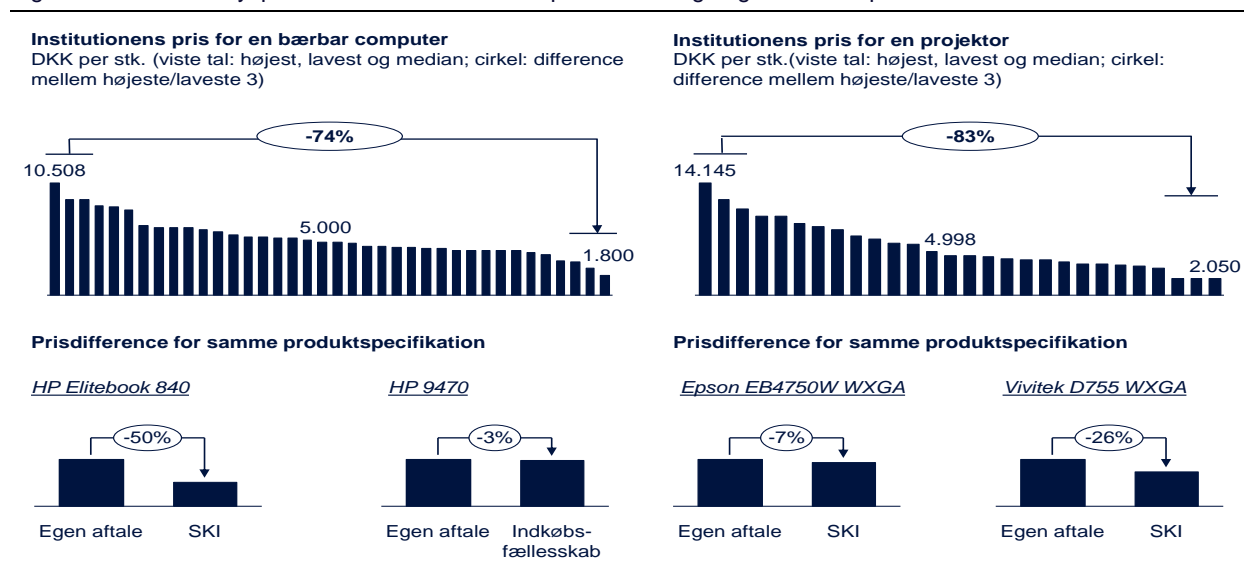 Institutionens pris for en bærbar computer
DKK per stk. (viste tal: højest, lavest og median; cirkel: difference
mellem højeste/laveste 3)
-74%
10.508
5.000
1.800
Institutionens pris for en projektor
DKK per stk.(viste tal: højest, lavest og median; cirkel:
difference mellem højeste/laveste 3)
-83%
14.145
4.998
2.050
Prisdifference for samme produktspecifikation
HP Elitebook 840
-50%
Egen aftale
SKI
HP 9470
-3%
Egen aftale
Indkøbs-
fællesskab
Prisdifference for samme produktspecifikation
Epson EB4750W WXGA
-7%
Egen aftale
SKI
Vivitek D755 WXGA
-26%
Egen aftale
SKI